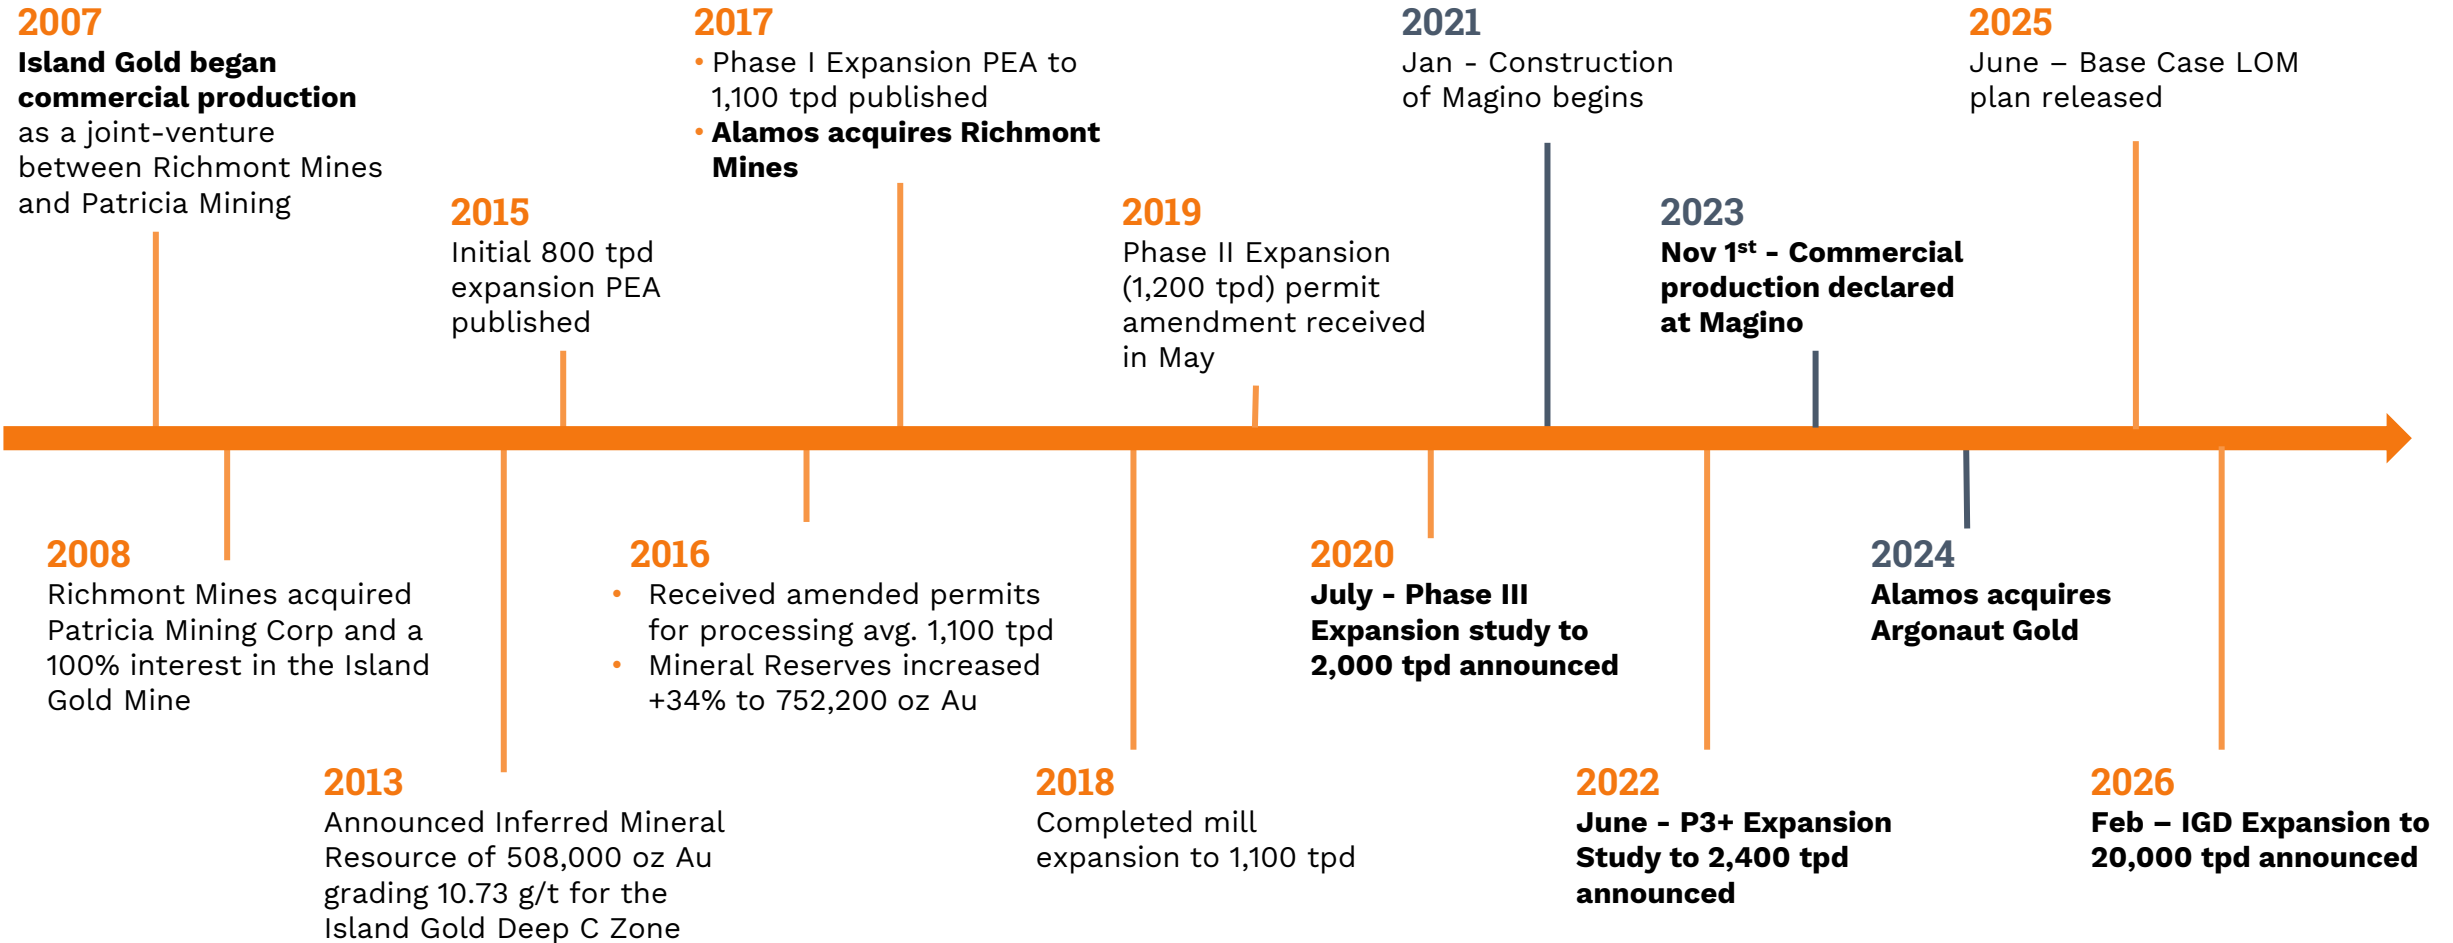 2007
Island Gold began
commercial production
as a joint-venture
between Richmont Mines
and Patricia Mining
2008
Richmont Mines acquired
Patricia Mining Corp and a
100% interest in the Island
Gold Mine
2013
Announced Inferred Mineral
Resource of 508,000 oz Au
grading 10.73 g/t for the
Island Gold Deep C Zone
2015
Initial 800 tpd
expansion PEA
published
2016
• Received amended permits
for processing avg. 1,100 tpd
• Mineral Reserves increased
+34% to 752,200 oz Au
2017
• Phase I Expansion PEA to
1,100 tpd published
• Alamos acquires Richmont
Mines
2018
Completed mill
expansion to 1,100 tpd
2019
Phase II Expansion
(1,200 tpd) permit
amendment received
in May
2020
July - Phase III
Expansion study to
2,000 tpd announced
2021
Jan - Construction
of Magino begins
2022
June - P3+ Expansion
Study to 2,400 tpd
announced
2023
Nov 1st - Commercial
production declared
at Magino
2024
Alamos acquires
Argonaut Gold
2025
June – Base Case LOM
plan released
2026
Feb – IGD Expansion to
20,000 tpd announced